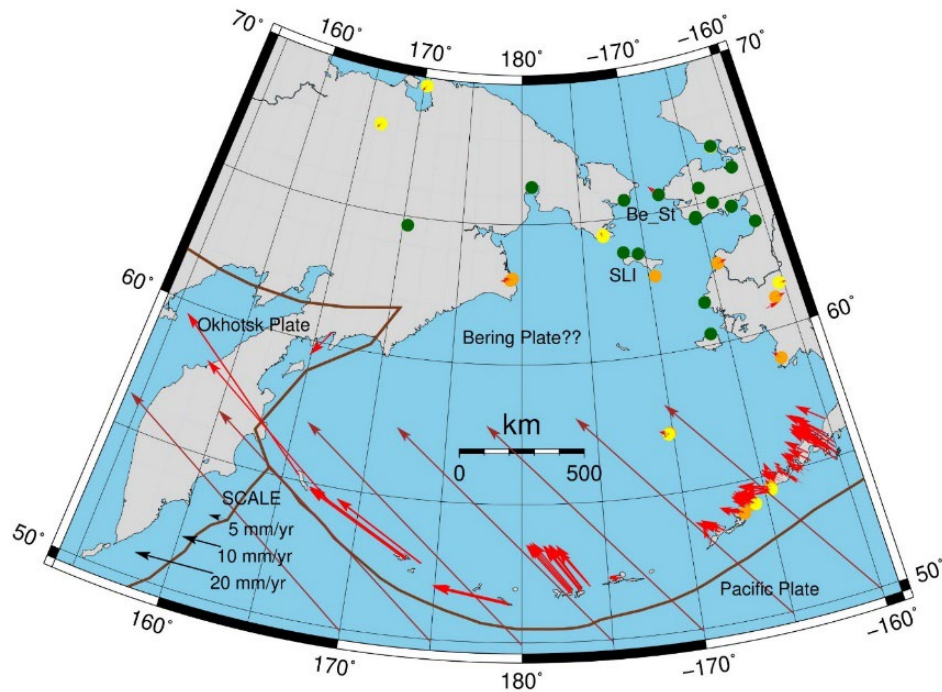 160°
170°
180°
−170°
−160°
70°
70°
Be_St
SLI
60°
60°
Okhotsk Plate
Bering Plate??
km
0
500
SCALE
5 mm/yr
10 mm/yr
20 mm/yr
50°
50°
Pacific Plate
160°
170°
180°
−170°
−160°